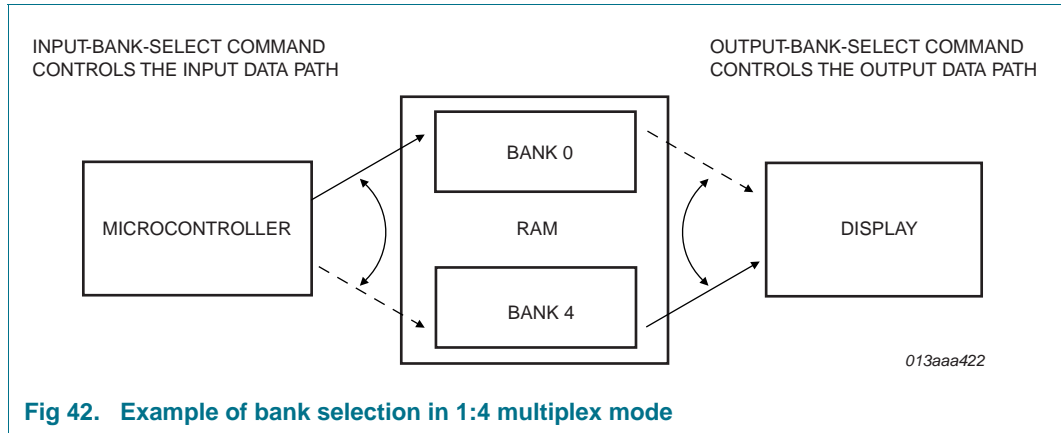 INPUT-BANK-SELECT COMMAND
CONTROLS THE INPUT DATA PATH
OUTPUT-BANK-SELECT COMMAND
CONTROLS THE OUTPUT DATA PATH
BANK 0
MICROCONTROLLER
RAM
DISPLAY
BANK 4
013aaa422
Fig 42. Example of bank selection in 1:4 multiplex mode